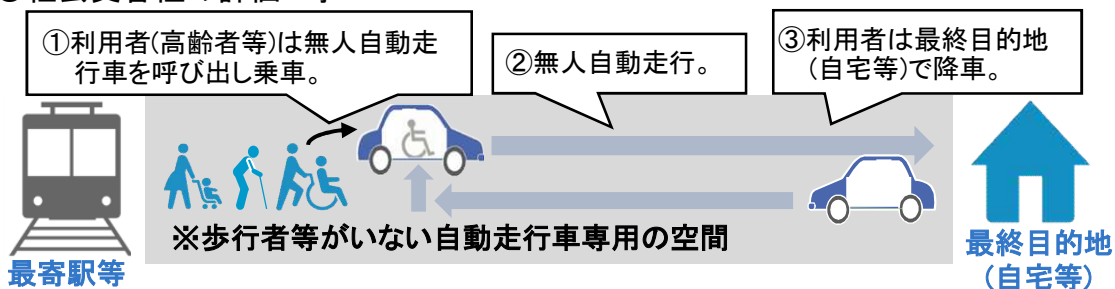 ①利用者(高齢者等)は無人自動走
行車を呼び出し乗車。
②無人自動走行。
③利用者は最終目的地
(自宅等)で降車。
※歩行者等がいない自動走行車専用の空間
最寄駅等
最終目的地
(自宅等)